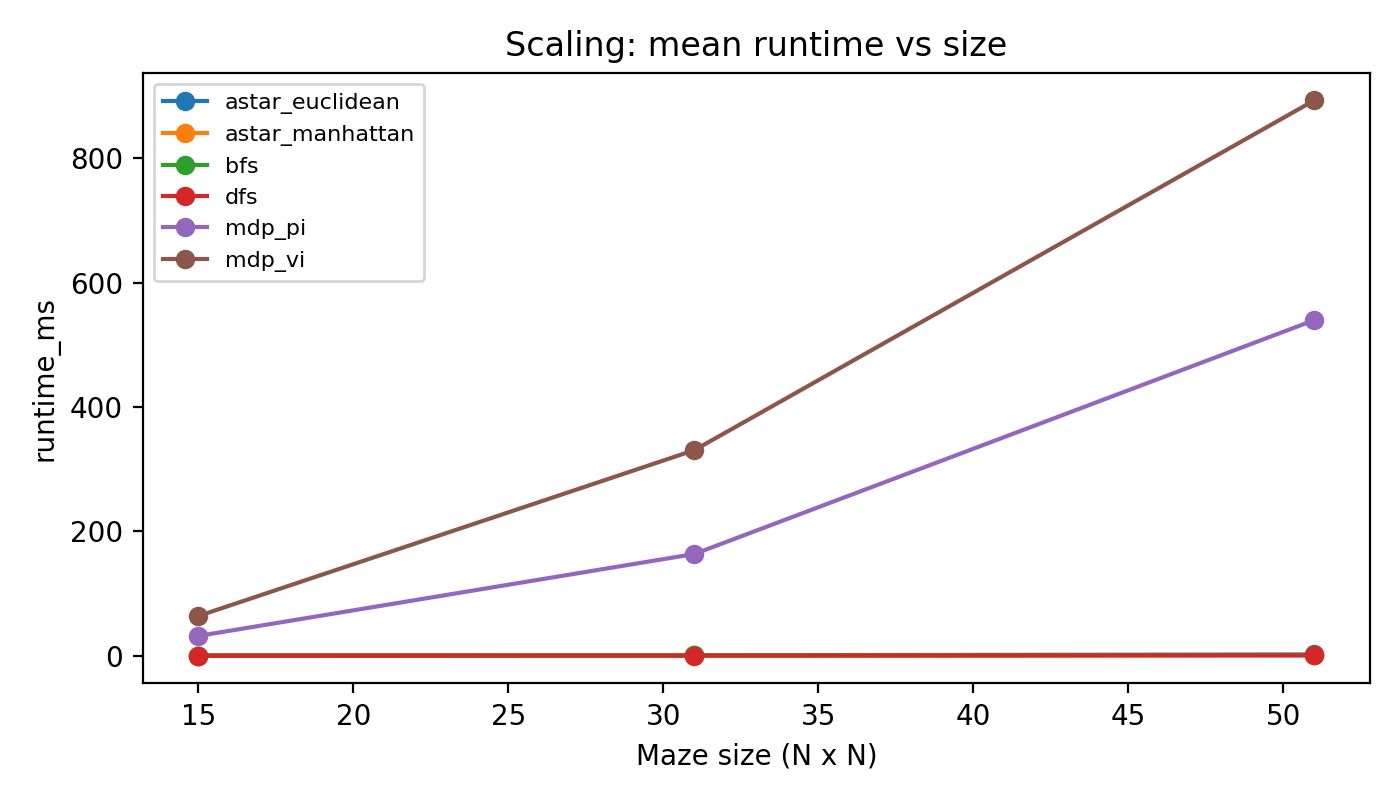 Scaling: mean runtime vs size
astar_euclidean
astar_manhattan
bfs
dfs
mdp_pi
mdp_vi
runtime_ms
800
600
400
200
0
15 20 25 30 35 40 45 50
Maze size (N x N)